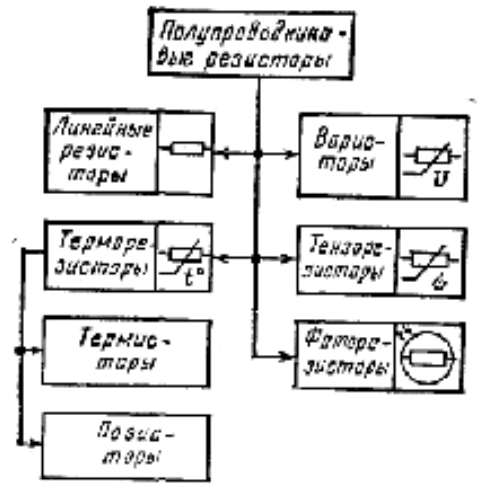 Полупроводнико-
вые резисторы
Линейные
резис-
торы
Варис-
торы
U
Терморе-
зисторы
t°
Тензоре-
зисторы
Фоторе-
зисторы
Термис-
торы
Позис-
торы